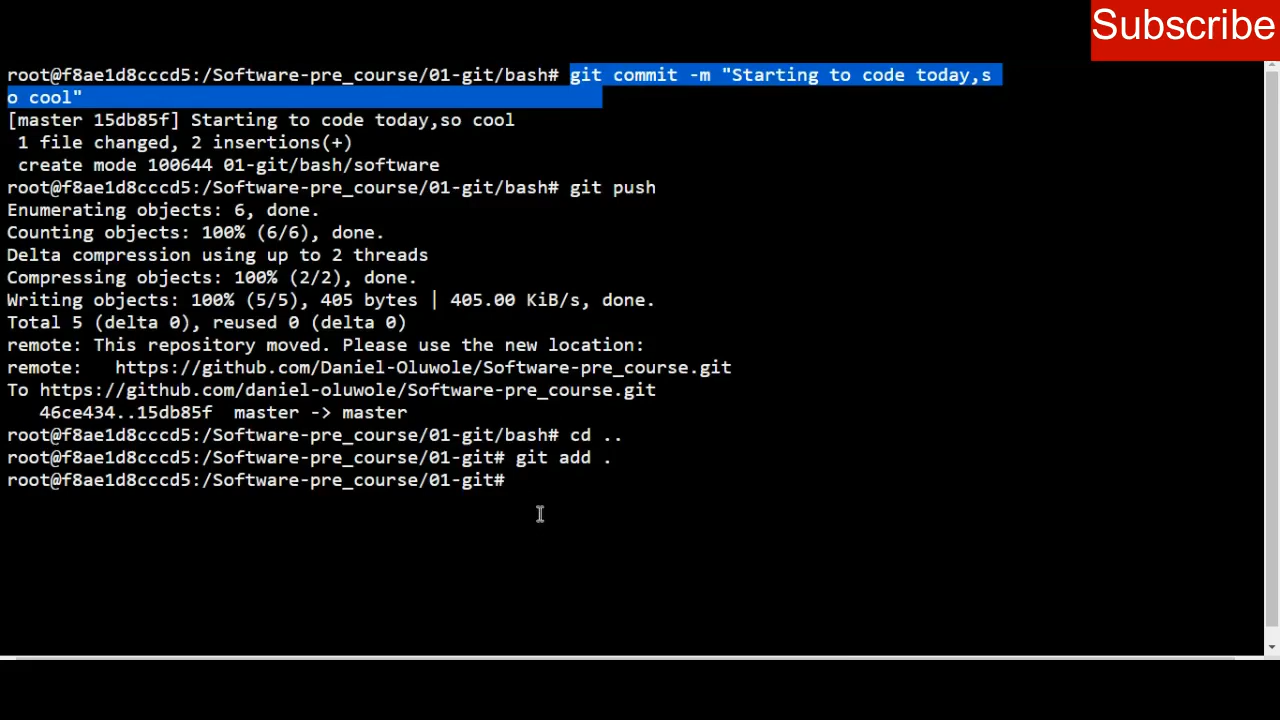 Subscribe
root@f8ae1d8cccd5:/Software-pre_course/01-git/bash# git commit -m "Starting to code today,s
o cool"
[master 15db85f] Starting to code today,so cool
 1 file changed, 2 insertions(+)
 create mode 100644 01-git/bash/software
root@f8ae1d8cccd5:/Software-pre_course/01-git/bash# git push
Enumerating objects: 6, done.
Counting objects: 100% (6/6), done.
Delta compression using up to 2 threads
Compressing objects: 100% (2/2), done.
Writing objects: 100% (5/5), 405 bytes | 405.00 KiB/s, done.
Total 5 (delta 0), reused 0 (delta 0)
remote: This repository moved. Please use the new location:
remote:   https://github.com/Daniel-Oluwole/Software-pre_course.git
To https://github.com/daniel-oluwole/Software-pre_course.git
   46ce434..15db85f  master -> master
root@f8ae1d8cccd5:/Software-pre_course/01-git/bash# cd ..
root@f8ae1d8cccd5:/Software-pre_course/01-git# git add .
root@f8ae1d8cccd5:/Software-pre_course/01-git#